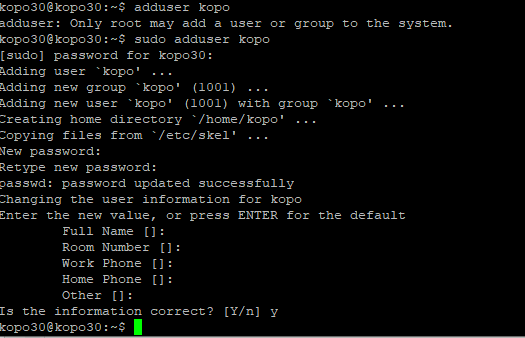 kopo30@kopo30:~$ adduser kopo
adduser: Only root may add a user or group to the system.
kopo30@kopo30:~$ sudo adduser kopo
[sudo] password for kopo30:
Adding user `kopo' ...
Adding new group `kopo' (1001) ...
Adding new user `kopo' (1001) with group `kopo' ...
Creating home directory `/home/kopo' ...
Copying files from `/etc/skel' ...
New password:
Retype new password:
passwd: password updated successfully
Changing the user information for kopo
Enter the new value, or press ENTER for the default
        Full Name []:
        Room Number []:
        Work Phone []:
        Home Phone []:
        Other []:
Is the information correct? [Y/n] y
kopo30@kopo30:~$